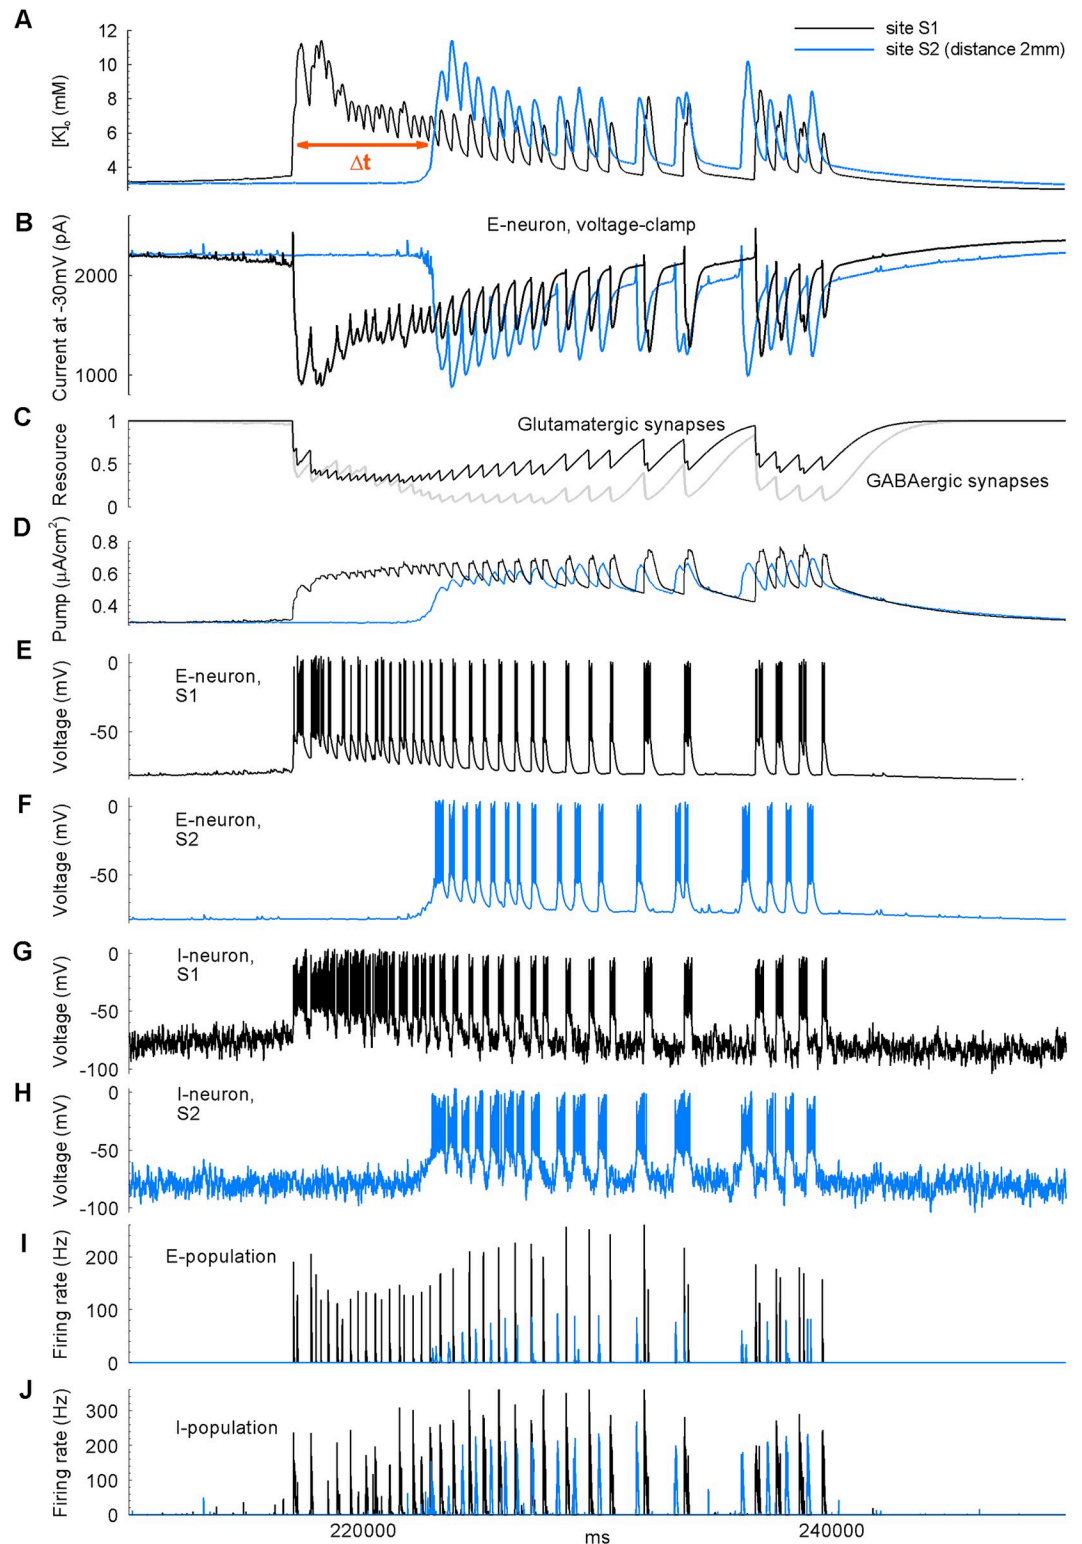 A
12
10
8
6
4
[K]o (mM)
site S1
site S2 (distance 2mm)
Δt
B
E-neuron, voltage-clamp
Current at -30mV (pA)
2000
1000
C
Resource
1
0.5
0
Glutamatergic synapses
GABAergic synapses
D
Pump (μA/cm²)
0.8
0.6
0.4
E
Voltage (mV)
0
-50
E-neuron,
S1
F
Voltage (mV)
0
-50
E-neuron,
S2
G
Voltage (mV)
0
-50
-100
I-neuron,
S1
H
Voltage (mV)
0
-50
-100
I-neuron,
S2
I
Firing rate (Hz)
200
100
0
E-population
J
Firing rate (Hz)
300
200
100
0
I-population
220000
ms
240000